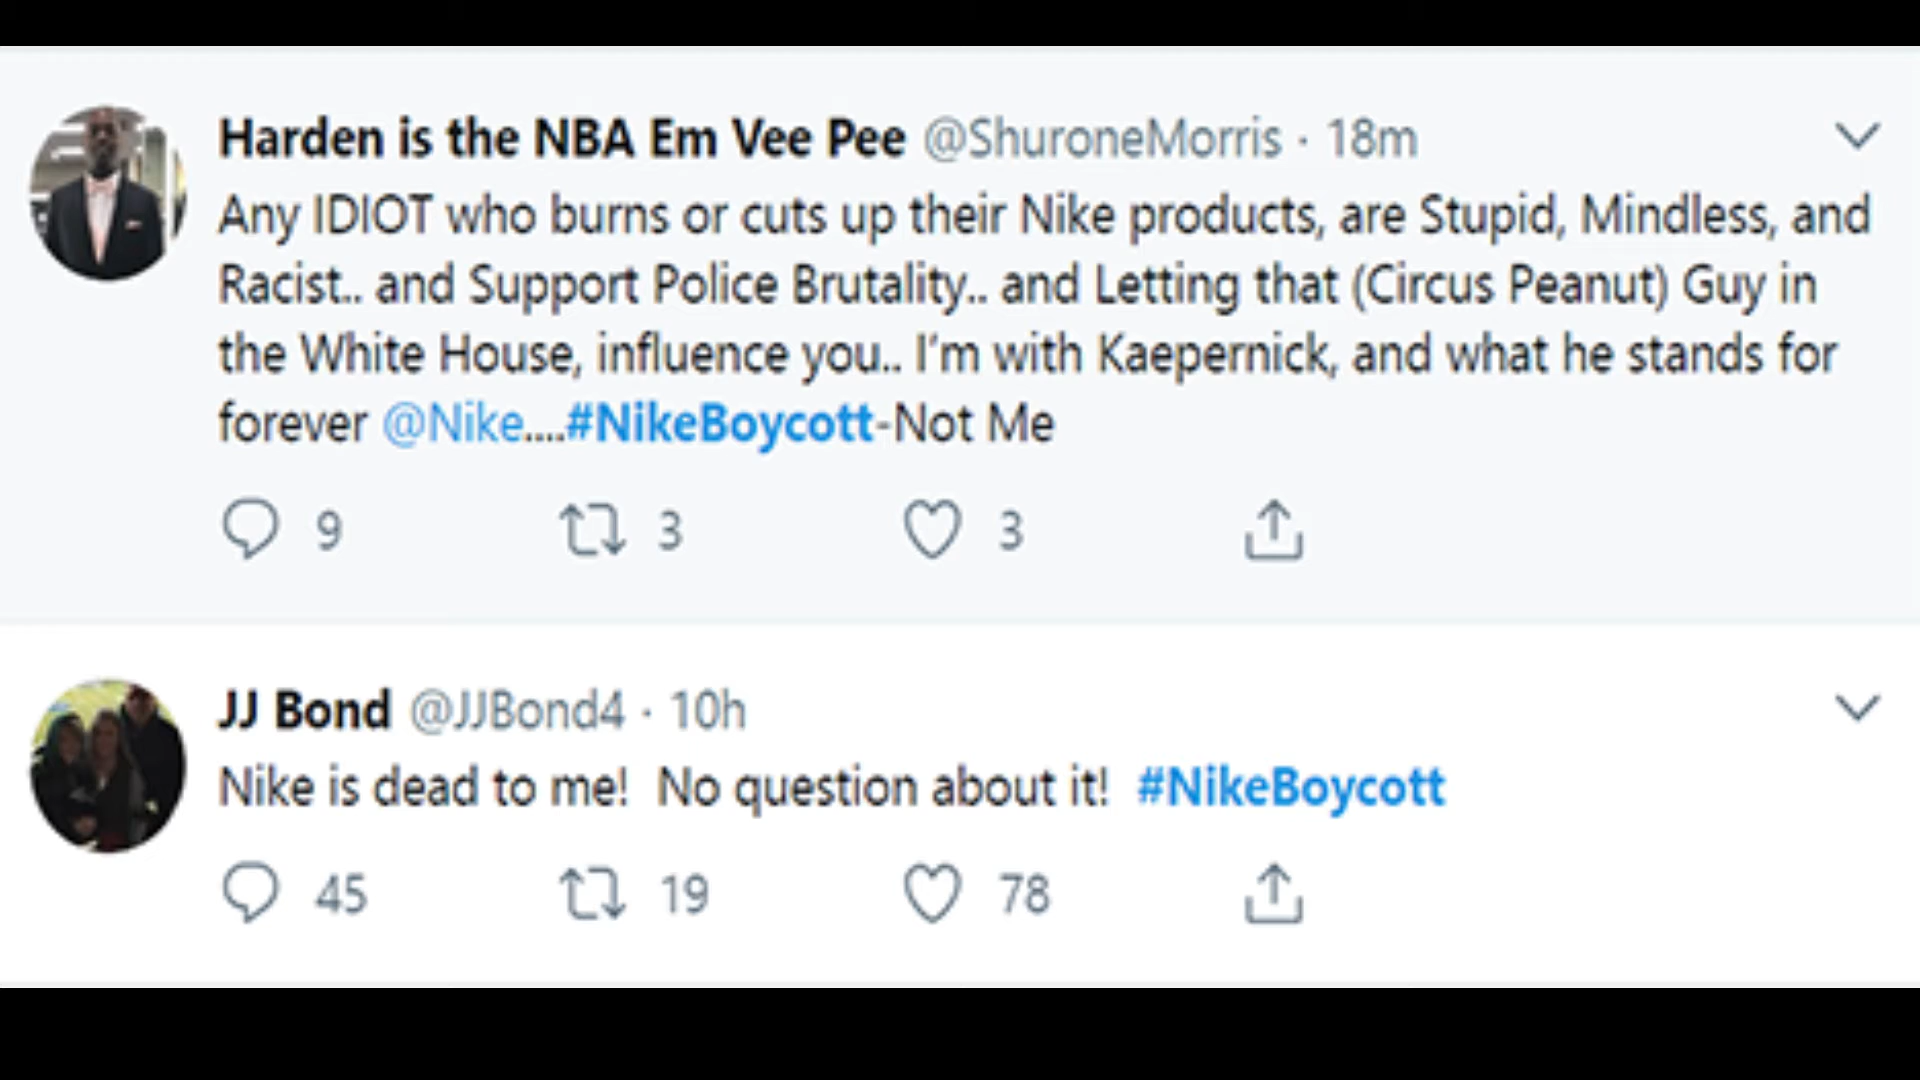 Harden is the NBA Em Vee Pee @ShuroneMorris · 18m
Any IDIOT who burns or cuts up their Nike products, are Stupid, Mindless, and
Racist.. and Support Police Brutality.. and Letting that (Circus Peanut) Guy in
the White House, influence you.. I'm with Kaepernick, and what he stands for
forever @Nike....#NikeBoycott-Not Me
9 3 3
JJ Bond @JJBond4 · 10h
Nike is dead to me!  No question about it!  #NikeBoycott
45 19 78